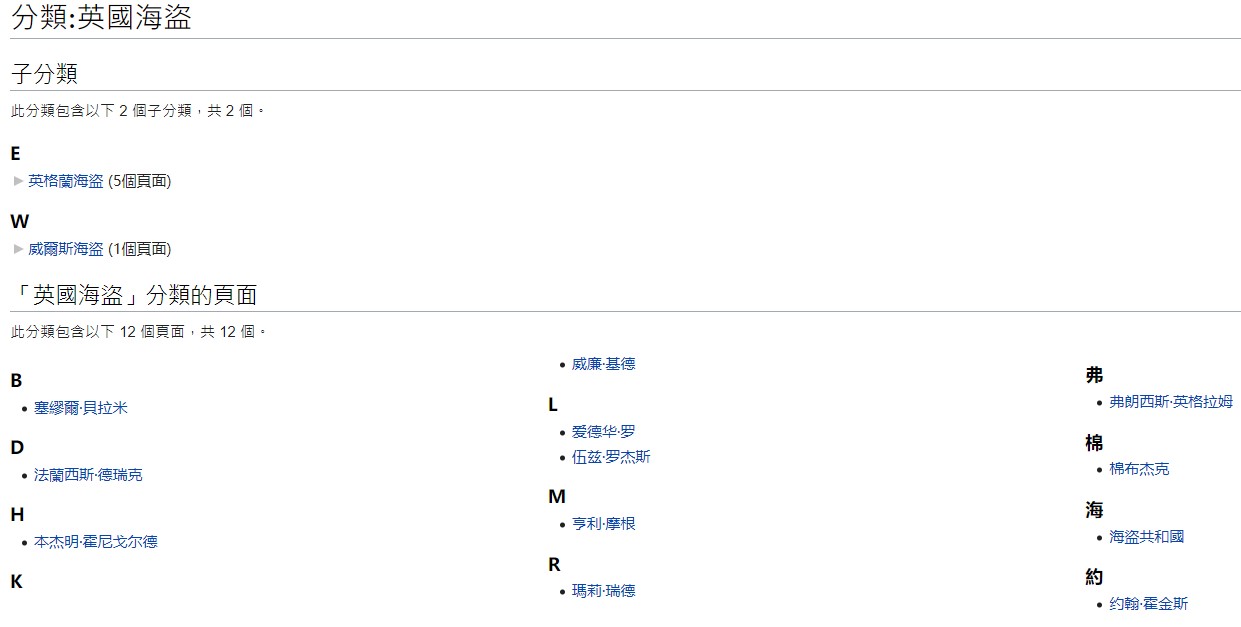 分類:英國海盜
子分類
此分類包含以下 2 個子分類，共 2 個。
E
► 英格蘭海盜 (5個頁面)
W
► 威爾斯海盜 (1個頁面)
「英國海盜」分類的頁面
此分類包含以下 12 個頁面，共 12 個。
B
• 塞繆爾·貝拉米
D
• 法蘭西斯·德瑞克
H
• 本杰明·霍尼戈尔德
K
• 威廉·基德
L
• 爱德华·罗
• 伍兹·罗杰斯
M
• 亨利·摩根
R
• 瑪莉·瑞德
弗
• 弗朗西斯·英格拉姆
棉
• 棉布杰克
海
• 海盜共和國
約
• 约翰·霍金斯